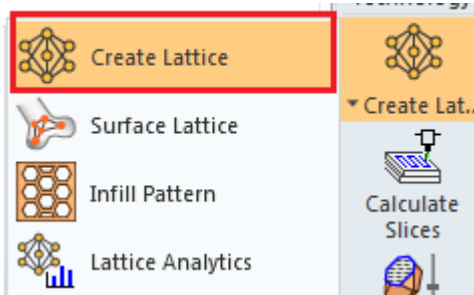 Create Lattice
Surface Lattice
Infill Pattern
Lattice Analytics
Create Lat..
Calculate
Slices